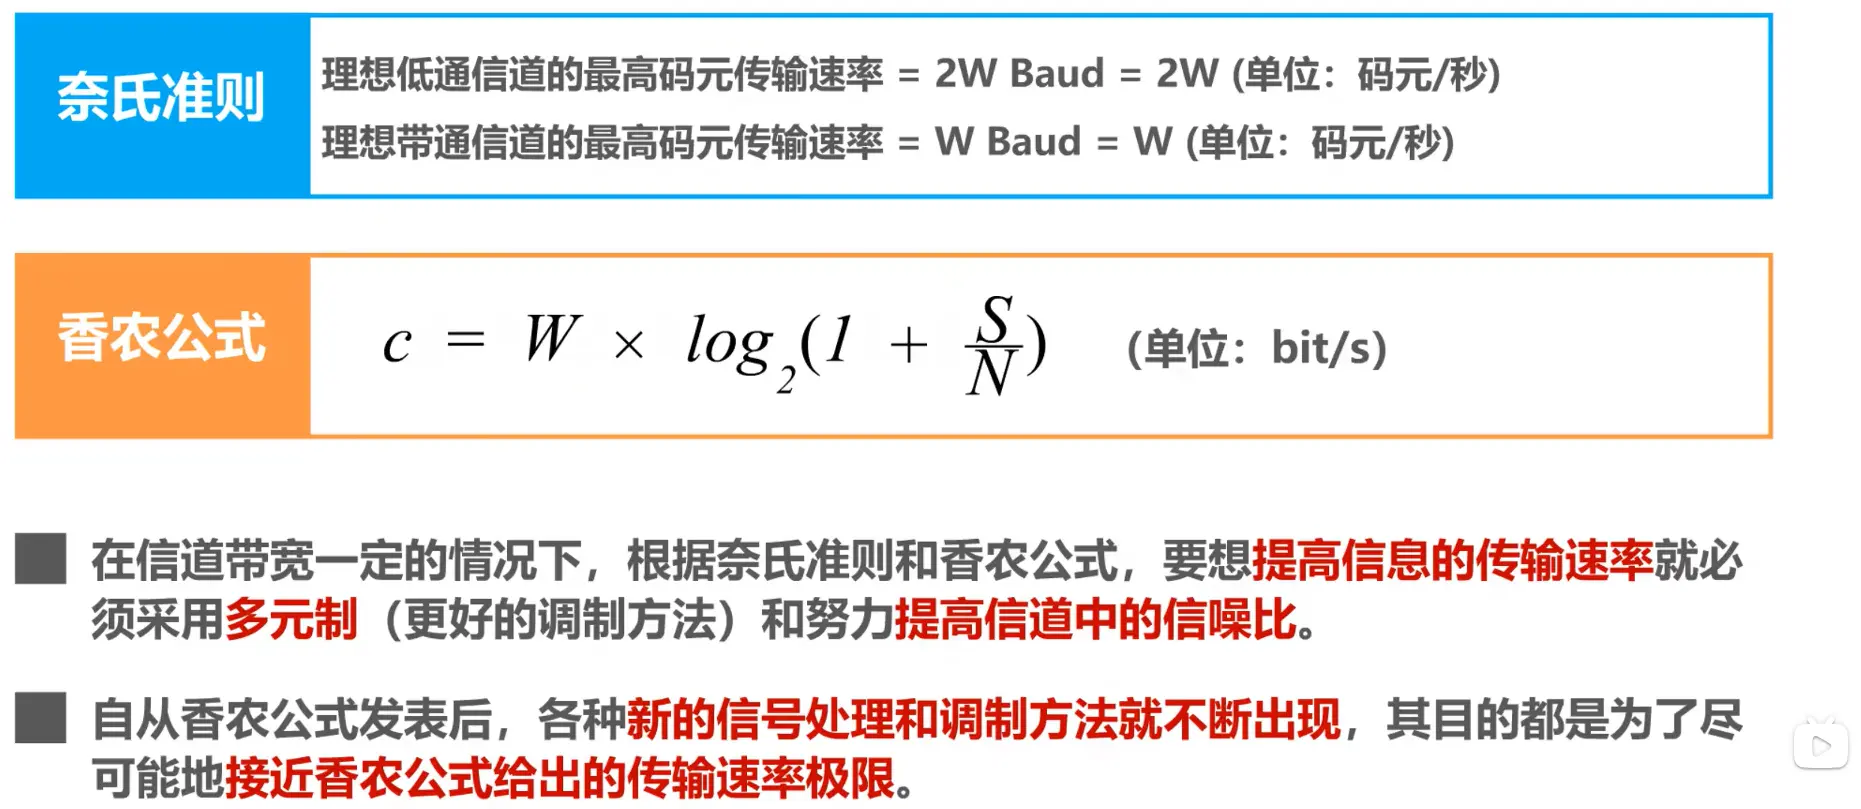 奈氏准则
理想低通信道的最高码元传输速率 = 2W Baud = 2W (单位：码元/秒)
理想带通信道的最高码元传输速率 = W Baud = W (单位：码元/秒)
香农公式
c = W × log₂(1 + S/N) (单位：bit/s)
在信道带宽一定的情况下，根据奈氏准则和香农公式，要想提高信息的传输速率就必
须采用多元制（更好的调制方法）和努力提高信道中的信噪比。
自从香农公式发表后，各种新的信号处理和调制方法就不断出现，其目的都是为了尽
可能地接近香农公式给出的传输速率极限。